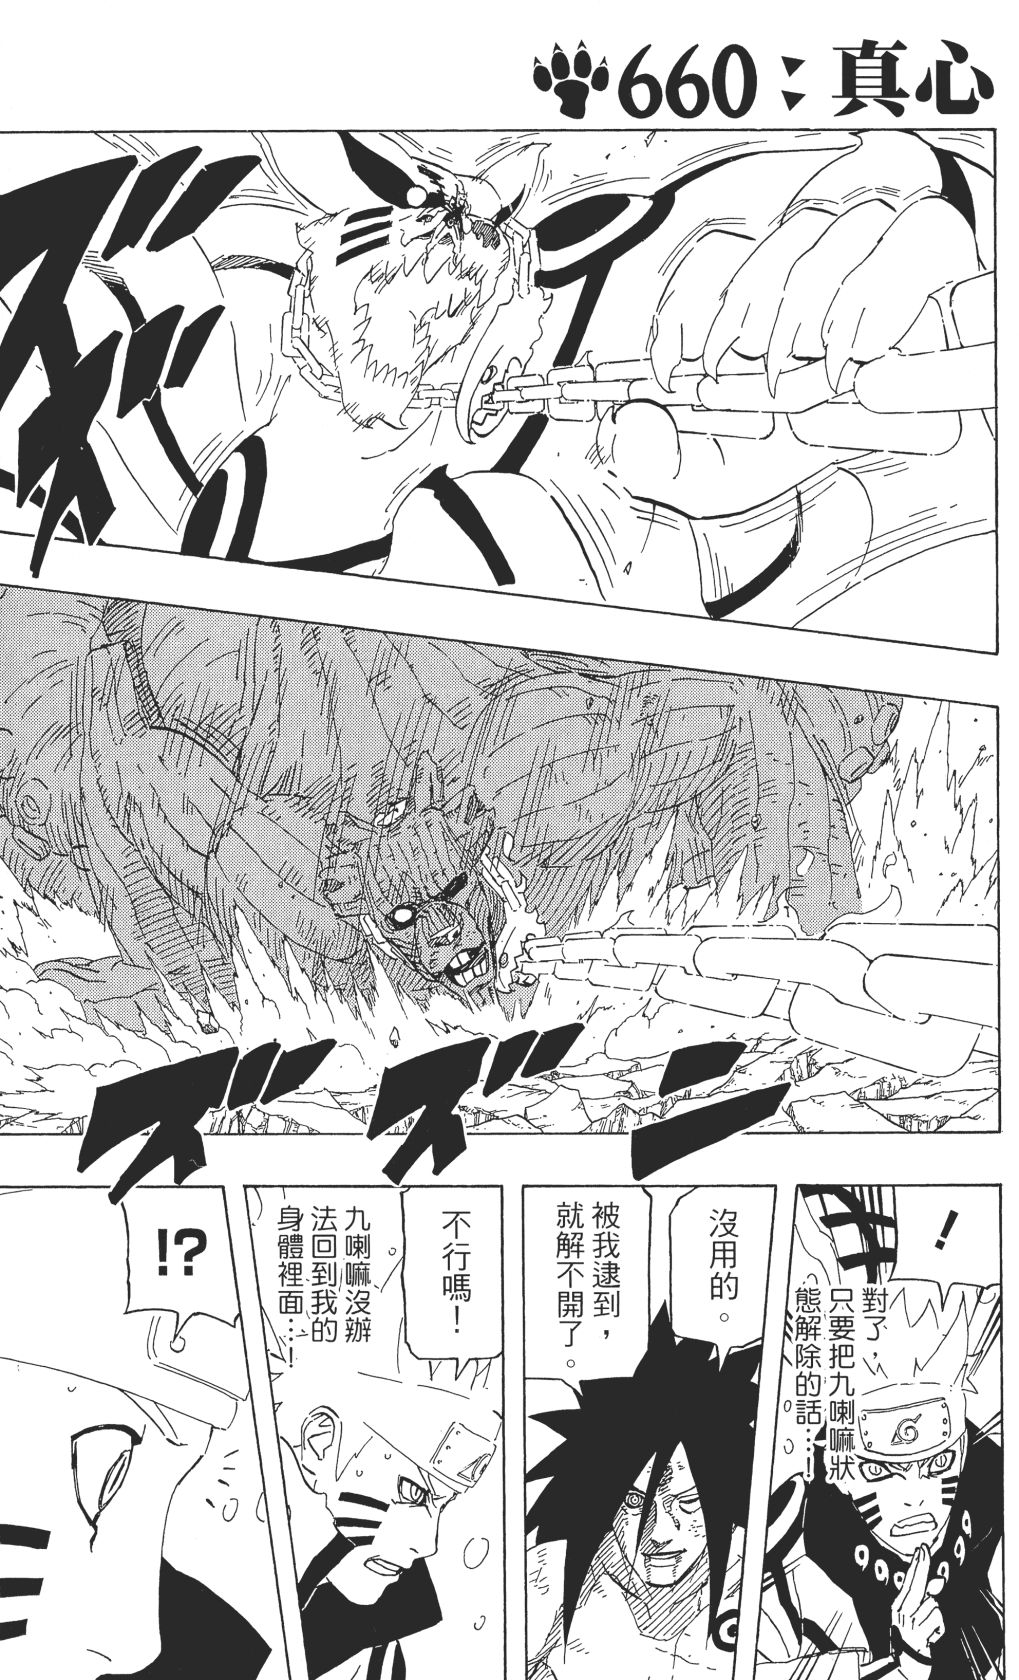 660：真心
ズズ
ズズーン
！
對了，
只要把九喇嘛狀
態解除的話…！
沒用的。
被我逮到，
就解不開了。
不行嗎！
九喇嘛沒辦
法回到我的
身體裡面…！
!?